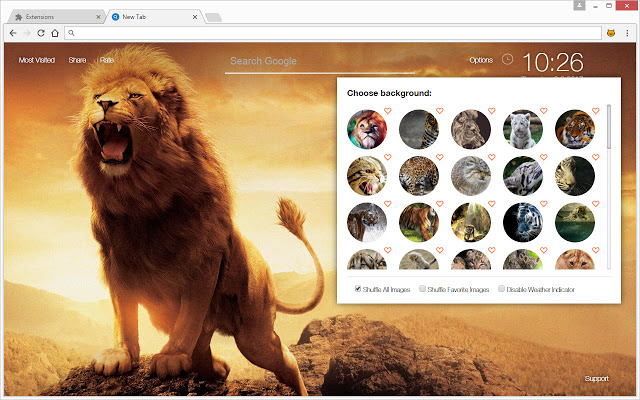 Extensions
New Tab
Most Visited
Share
Rate
Search Google
Options
10:26
Choose background:
Shuffle All Images
Shuffle Favorite Images
Disable Weather Indicator
Support